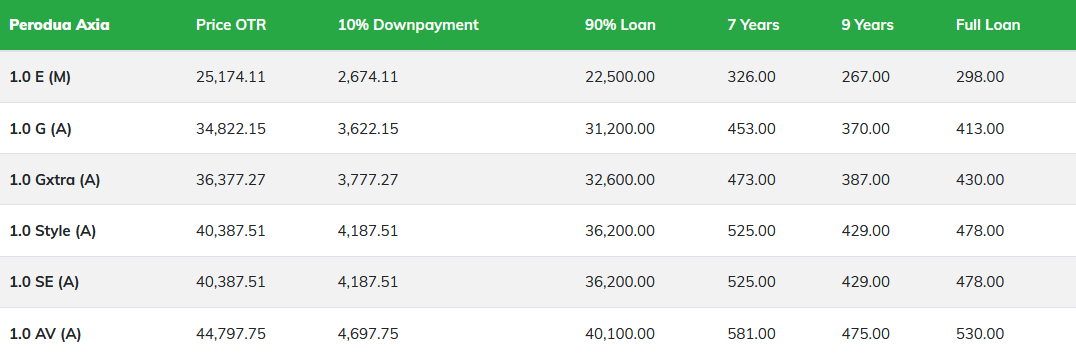 Perodua Axia Price OTR 10% Downpayment 90% Loan 7 Years 9 Years Full Loan
1.0 E (M) 25,174.11 2,674.11 22,500.00 326.00 267.00 298.00
1.0 G (A) 34,822.15 3,622.15 31,200.00 453.00 370.00 413.00
1.0 Gxtra (A) 36,377.27 3,777.27 32,600.00 473.00 387.00 430.00
1.0 Style (A) 40,387.51 4,187.51 36,200.00 525.00 429.00 478.00
1.0 SE (A) 40,387.51 4,187.51 36,200.00 525.00 429.00 478.00
1.0 AV (A) 44,797.75 4,697.75 40,100.00 581.00 475.00 530.00